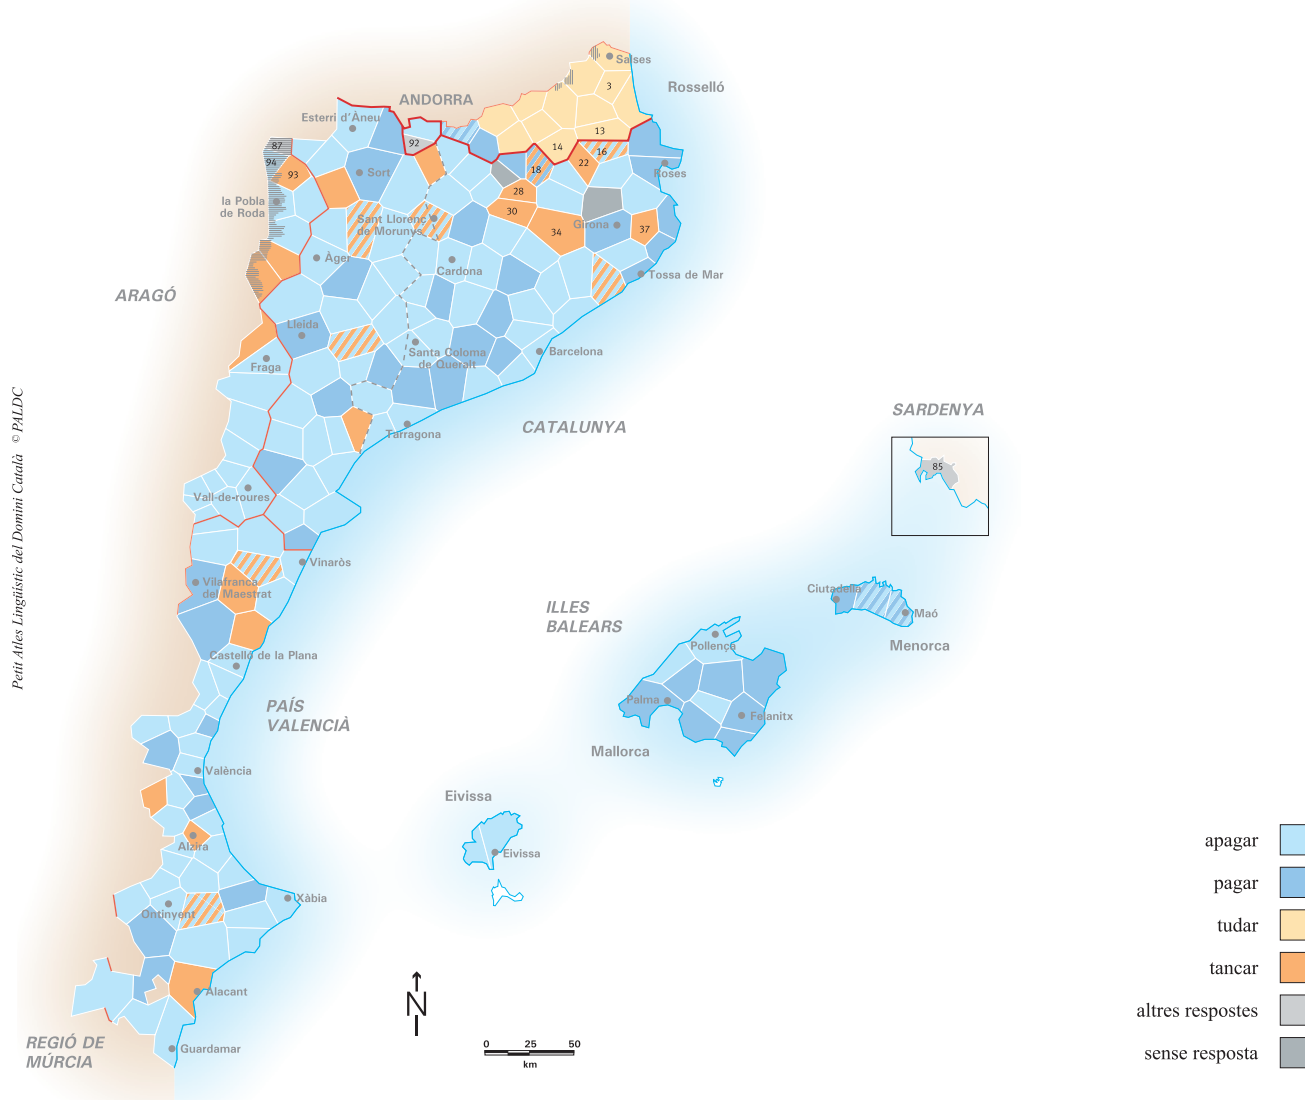 Salses
3
Rosselló
ANDORRA
Esterri d'Àneu
13
92
87
14
16
94
93
Sort
18
22
Roses
28
la Pobla
de Roda
30
Sant Llorenç
de Morunys
34
Girona
37
Àger
Cardona
Tossa de Mar
ARAGÓ
Lleida
Santa Coloma
de Queralt
Barcelona
Fraga
Petit Atles Lingüístic del Domini Català © PALDC
SARDENYA
CATALUNYA
Tarragona
85
Vall-de-roures
Vinaròs
Vilafranca
del Maestrat
Ciutadella
ILLES
BALEARS
Maó
Pollença
Menorca
Castelló de la Plana
Palma
PAÍS
VALENCIÀ
Felanitx
Mallorca
València
Eivissa
Alzira
apagar
Eivissa
pagar
Xàbia
Ontinyent
tudar
tancar
Alacant
altres respostes
REGIÓ DE
MÚRCIA
N
Guardamar
0 25 50
km
sense resposta